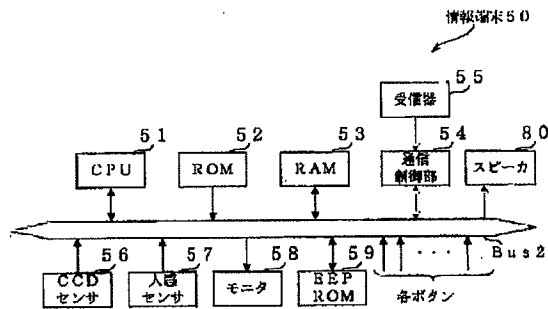 情報端末50
受信器
55
51
52
53
54
80
CPU
ROM
RAM
通信
制御部
スピーカ
Bus2
56
57
58
59
CCD
センサ
人感
センサ
モニタ
EEP
ROM
・・・
各ボタン